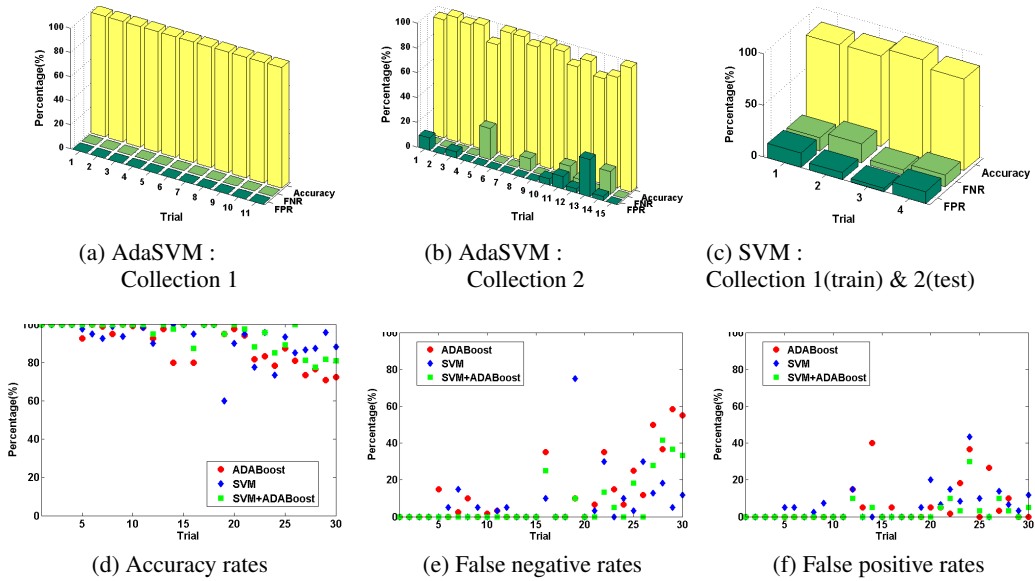 100
80
60
40
20
0
Percentage(%)
1
2
3
4
5
6
7
8
9
10
11
Trial
Accuracy
FNR
FPR
(a) AdaSVM :
Collection 1
100
80
60
40
20
0
Percentage(%)
1
2
3
4
5
6
7
8
9
10
11
12
13
14
15
Trial
Accuracy
FNR
FPR
(b) AdaSVM :
Collection 2
100
50
0
Percentage(%)
1
2
3
4
Trial
Accuracy
FNR
FPR
(c) SVM :
Collection 1(train) & 2(test)
100
80
60
40
20
0
Percentage(%)
ADABoost
SVM
SVM+ADABoost
5 10 15 20 25 30
Trial
(d) Accuracy rates
100
80
60
40
20
0
Percentage(%)
ADABoost
SVM
SVM+ADABoost
5 10 15 20 25 30
Trial
(e) False negative rates
100
80
60
40
20
0
Percentage(%)
ADABoost
SVM
SVM+ADABoost
5 10 15 20 25 30
Trial
(f) False positive rates